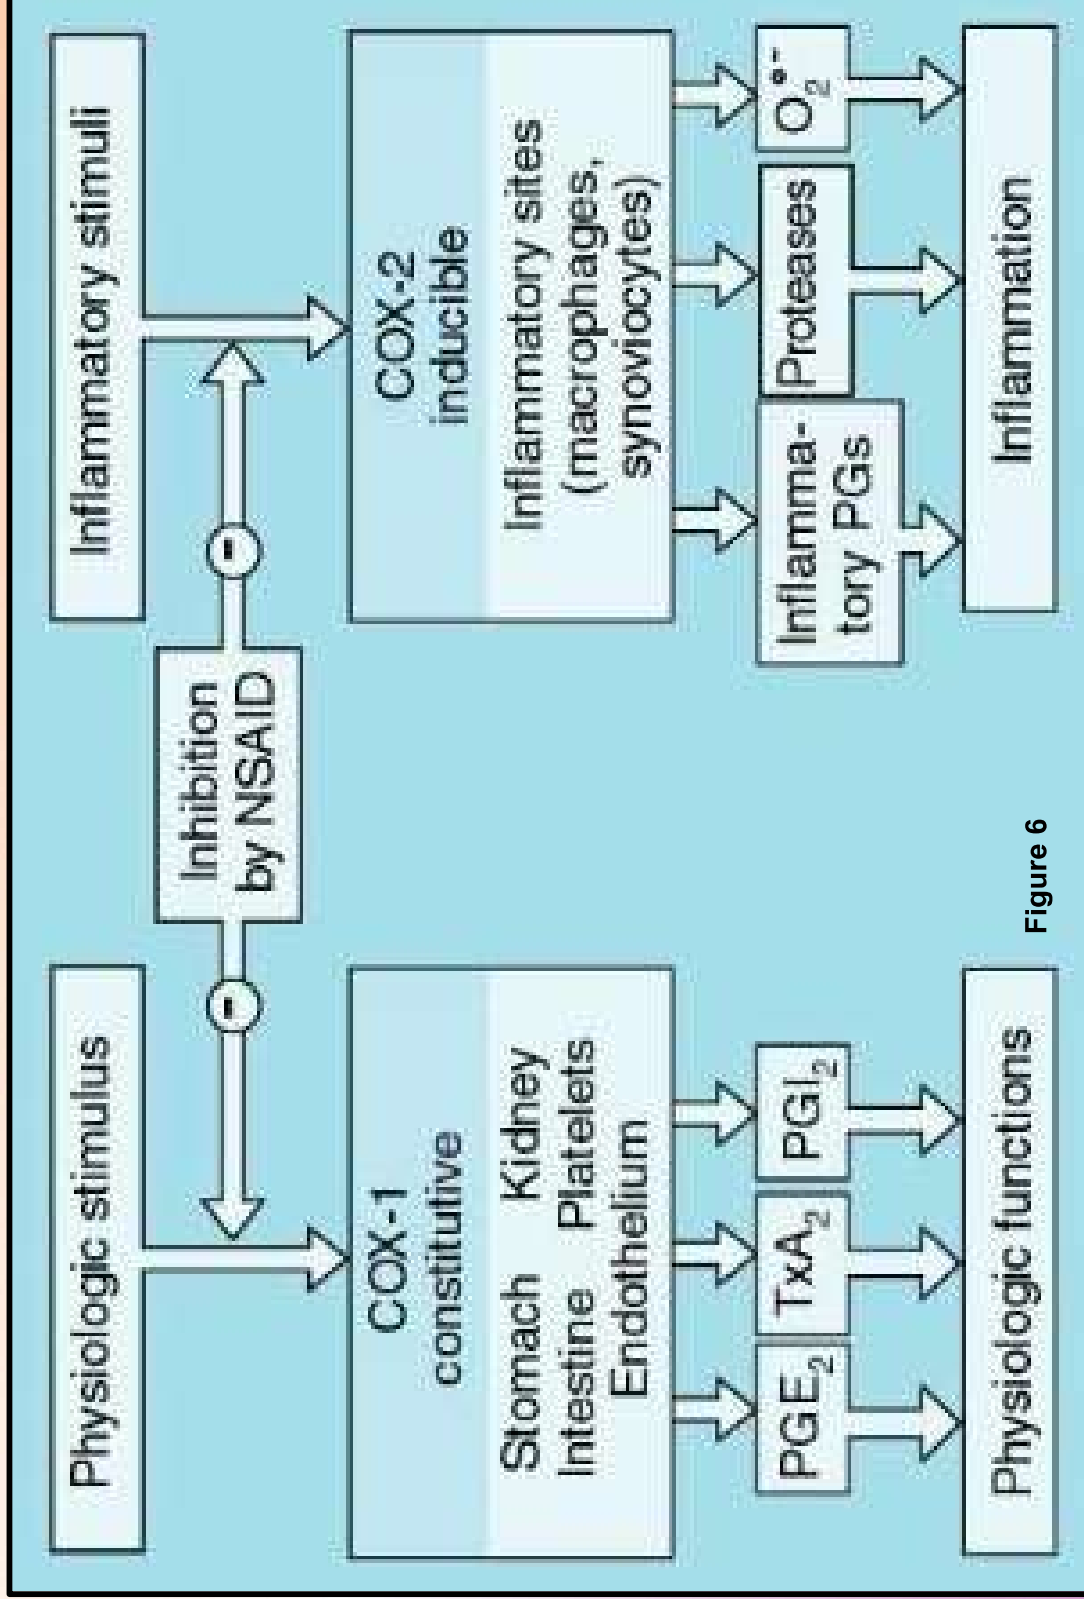 Physiologic stimulus
Inflammatory stimuli
Inhibition
by NSAID
-
-
COX-1
constitutive
Stomach Kidney
Intestine Platelets
Endothelium
COX-2
inducible
Inflammatory sites
(macrophages,
synoviocytes)
PGE₂
TxA₂
PGI₂
Inflamma-
tory PGs
Proteases
O₂•-
Physiologic functions
Inflammation
Figure 6